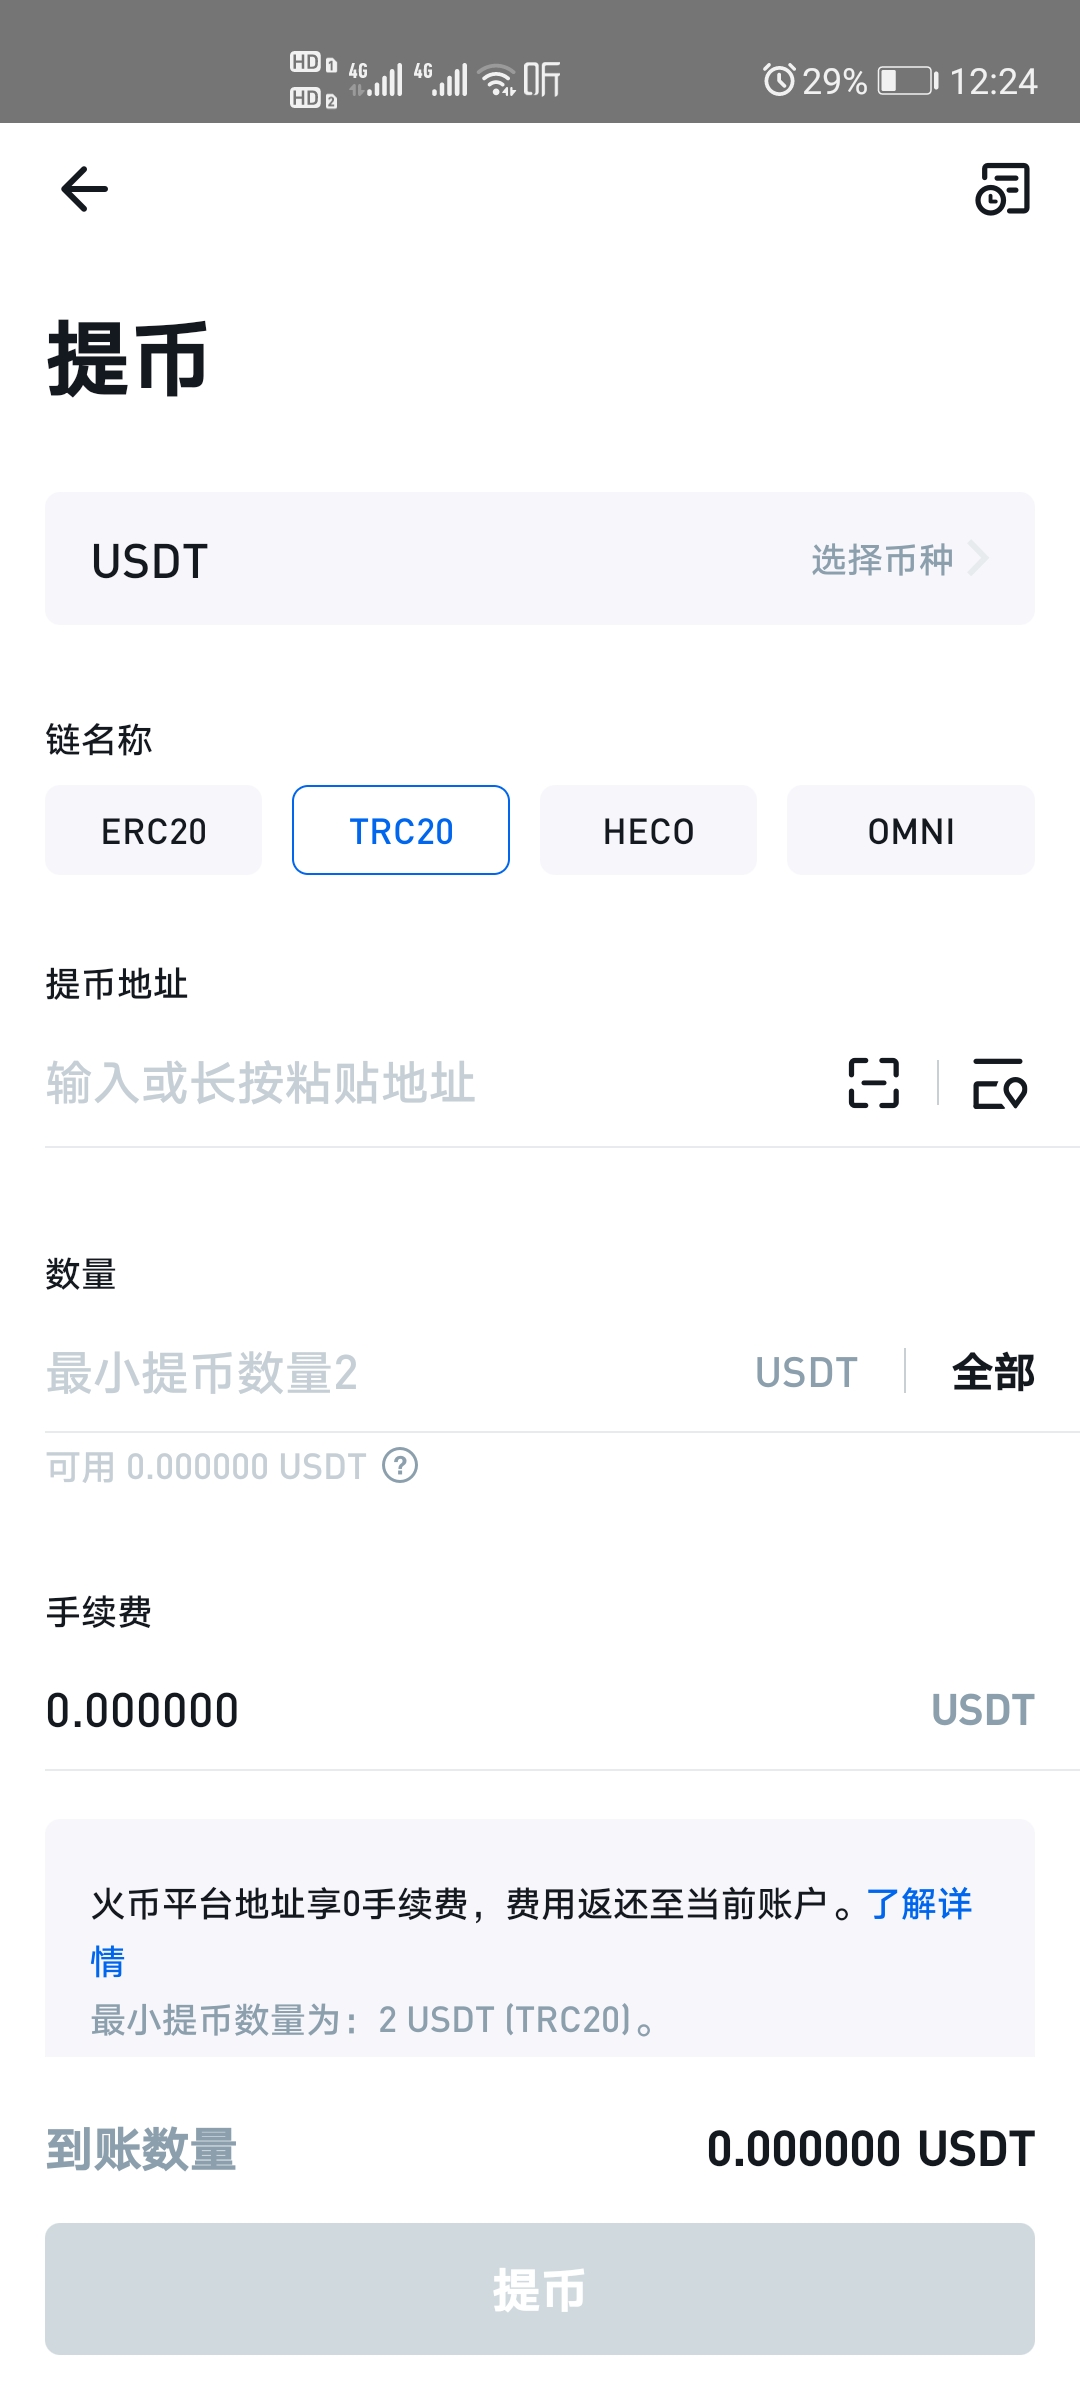 HD 1 4G 4G 听 29% 12:24
HD 2
提币
USDT 选择币种
链名称
ERC20 TRC20 HECO OMNI
提币地址
输入或长按粘贴地址
数量
最小提币数量2 USDT 全部
可用 0.000000 USDT ?
手续费
0.000000 USDT
火币平台地址享0手续费，费用返还至当前账户。了解详
情
最小提币数量为：2 USDT (TRC20)。
到账数量 0.000000 USDT
提币